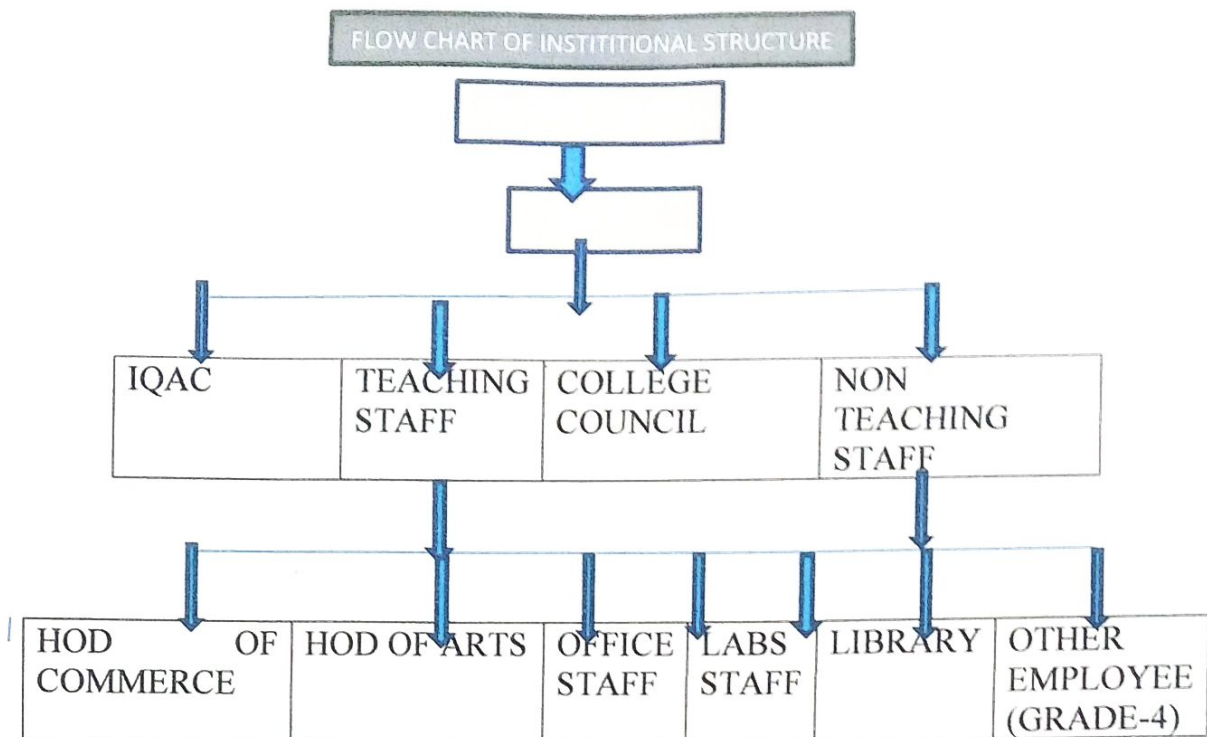 FLOW CHART OF INSTITITIONAL STRUCTURE
IQAC
TEACHING
STAFF
COLLEGE
COUNCIL
NON
TEACHING
STAFF
HOD OF
COMMERCE
HOD OF ARTS
OFFICE
STAFF
LABS
STAFF
LIBRARY
OTHER
EMPLOYEE
(GRADE-4)